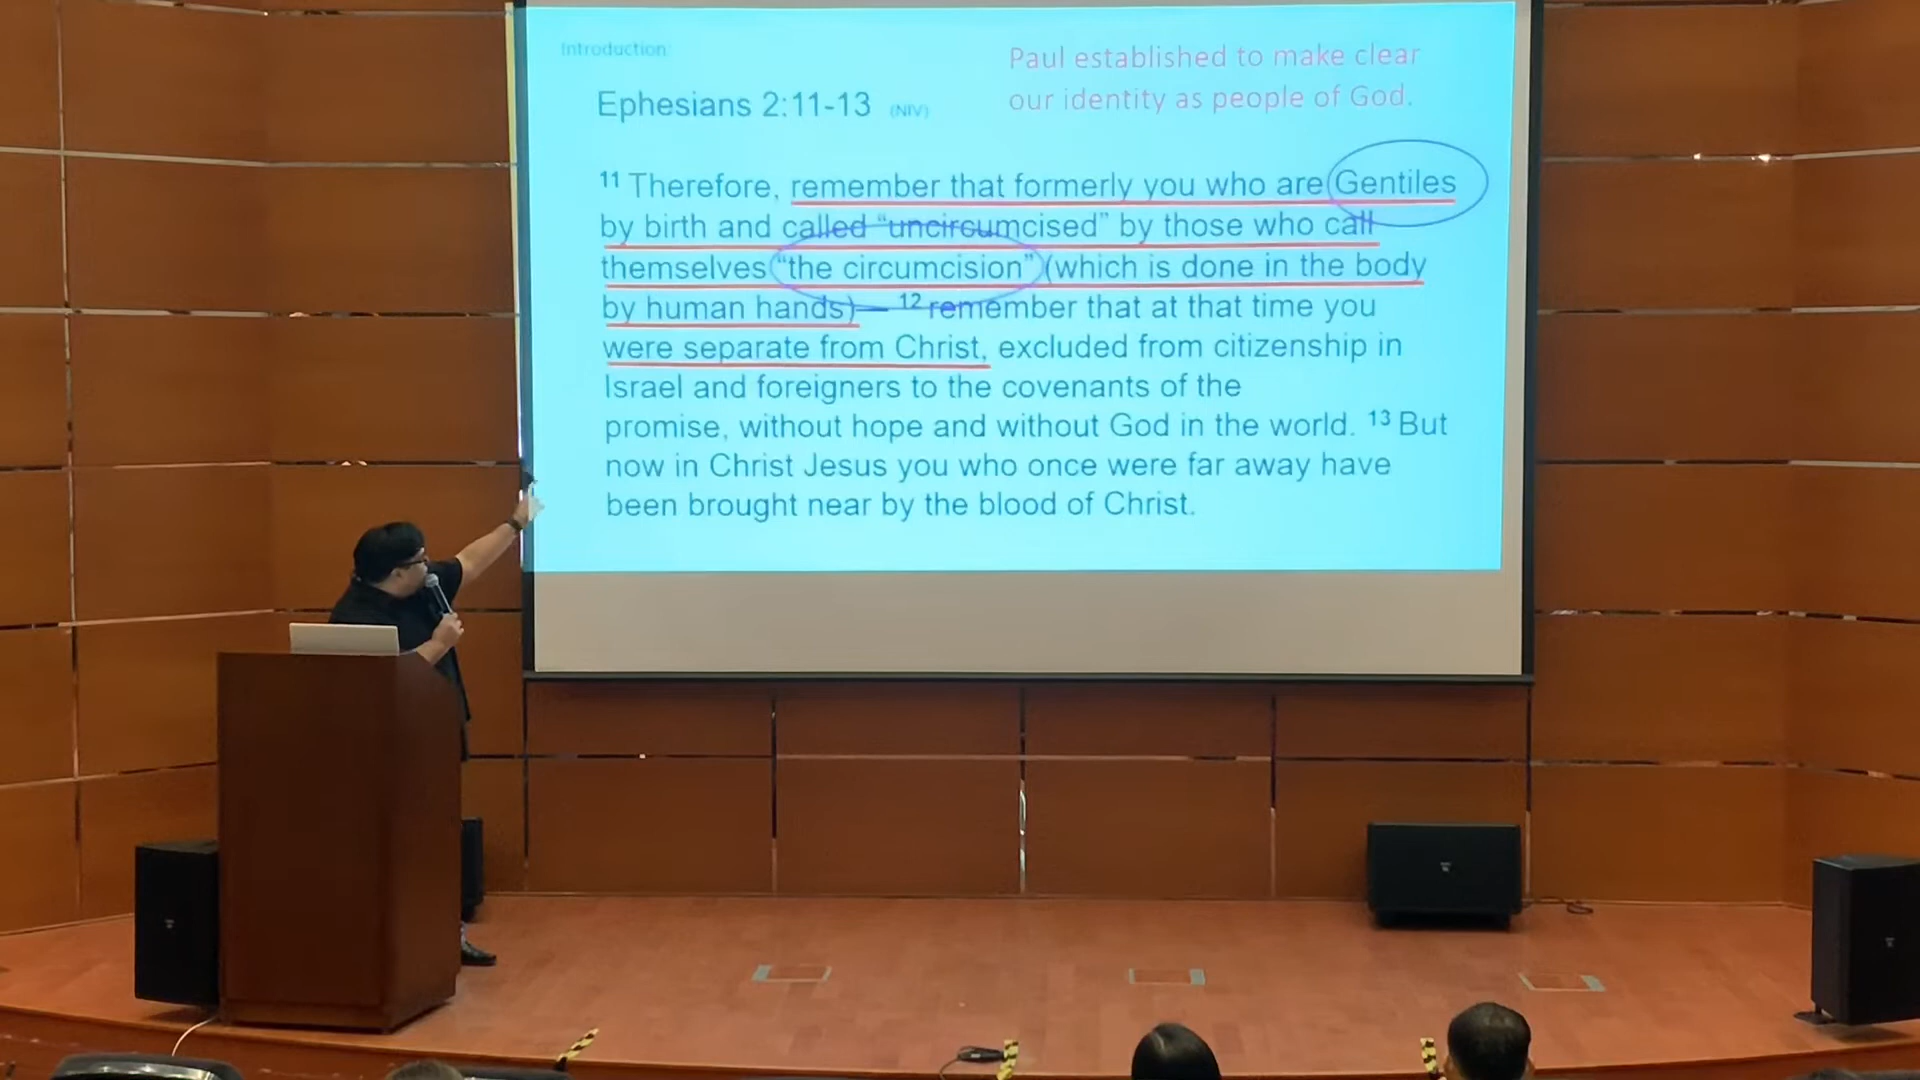 Introduction
Paul established to make clear
our identity as people of God.
Ephesians 2:11-13 (NIV)
11 Therefore, remember that formerly you who are Gentiles
by birth and called “uncircumcised” by those who call
themselves “the circumcision” (which is done in the body
by human hands)— 12 remember that at that time you
were separate from Christ, excluded from citizenship in
Israel and foreigners to the covenants of the
promise, without hope and without God in the world. 13 But
now in Christ Jesus you who once were far away have
been brought near by the blood of Christ.